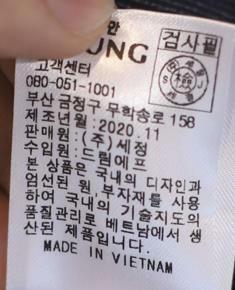 안
UNG 검사필
고객센터
080-051-1001
부산 금정구 무학송로 158
제조년월:2020.11
판매원:(주)세정
수입원:드림에프
본 상품은 국내의 디자인과
엄선된 원,부자재를 사용
하여 국내의 기술지도의
품질관리로 베트남에서 생
산된 제품입니다.
MADE IN VIETNAM